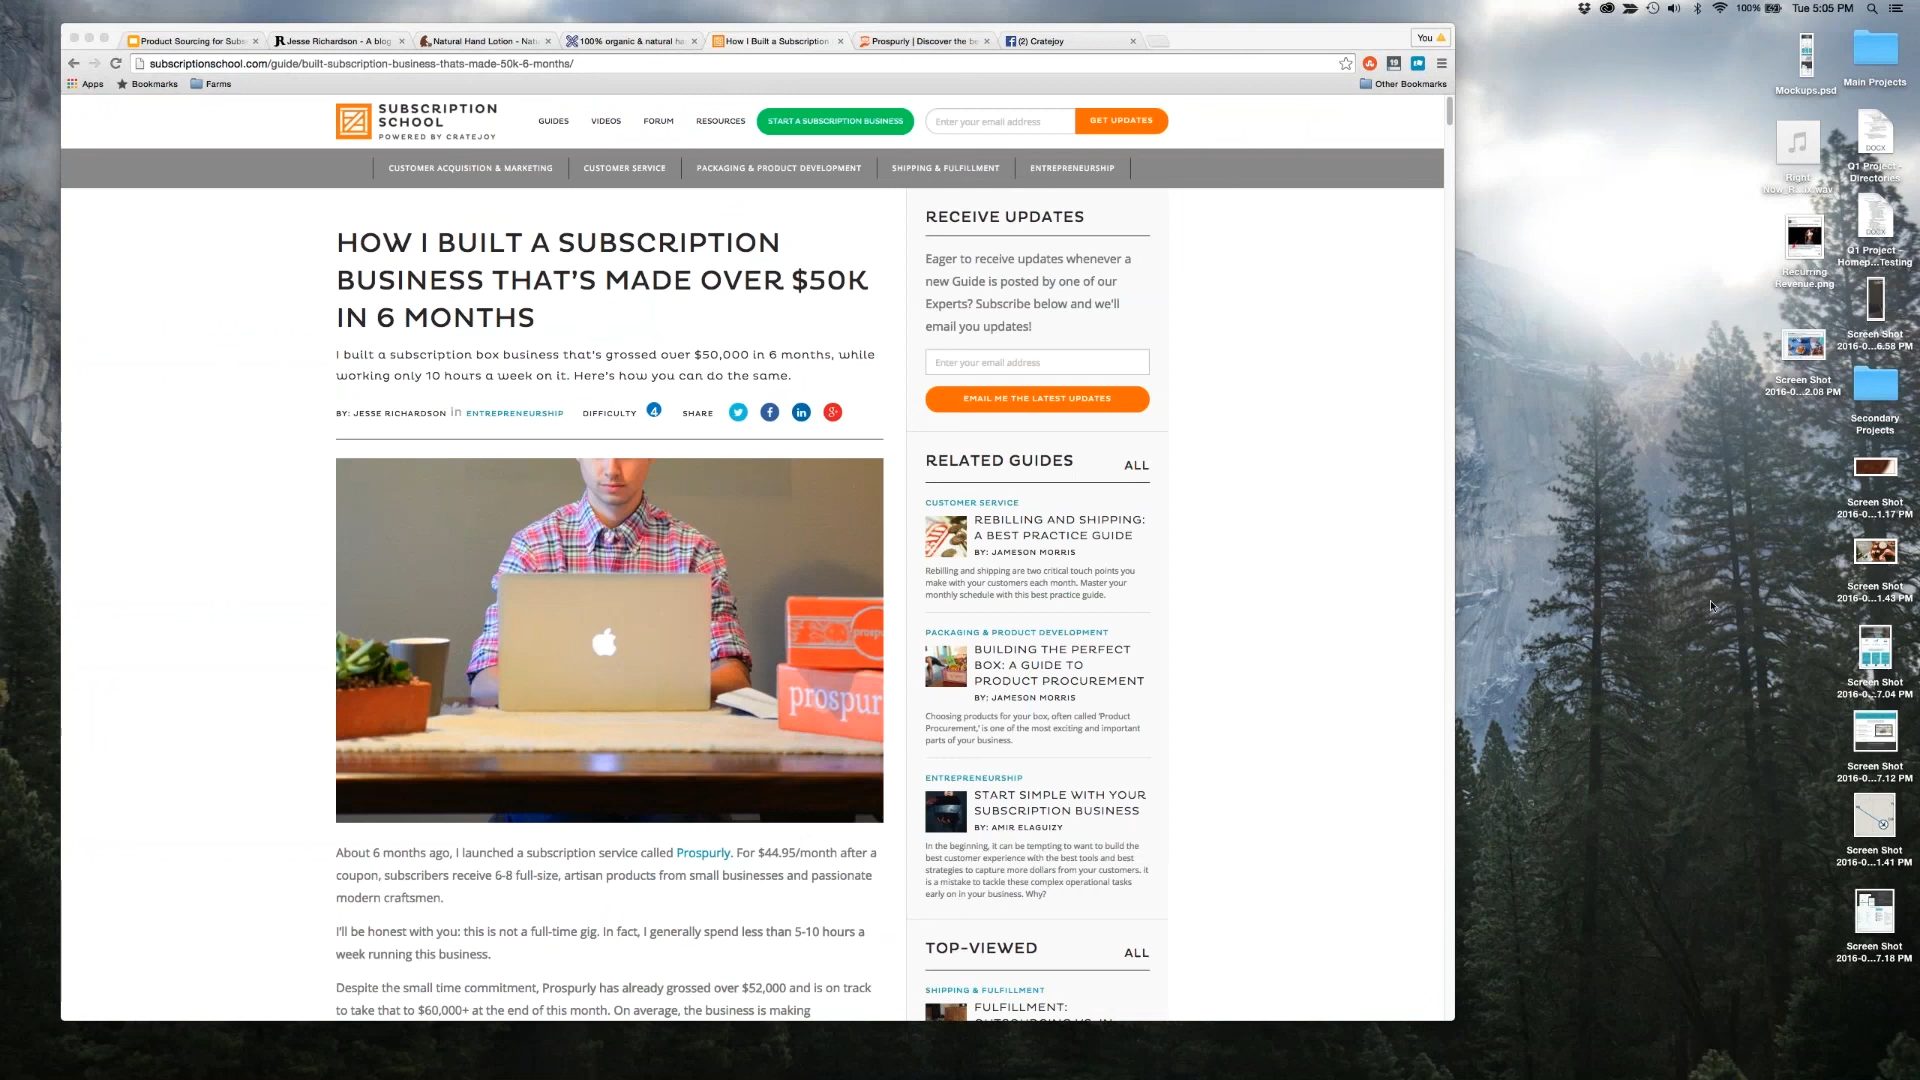 100%
Tue 5:05 PM
Product Sourcing for Subs
Jesse Richardson - A blog
Natural Hand Lotion - Natu
100% organic & natural ha
How I Built a Subscription
Prospurly | Discover the be
(2) Cratejoy
You
subscriptionschool.com/guide/built-subscription-business-thats-made-50k-6-months/
19
Apps
Bookmarks
Farms
Other Bookmarks
SUBSCRIPTION
SCHOOL
POWERED BY CRATEJOY
GUIDES
VIDEOS
FORUM
RESOURCES
START A SUBSCRIPTION BUSINESS
Enter your email address
GET UPDATES
CUSTOMER ACQUISITION & MARKETING
CUSTOMER SERVICE
PACKAGING & PRODUCT DEVELOPMENT
SHIPPING & FULFILLMENT
ENTREPRENEURSHIP
HOW I BUILT A SUBSCRIPTION
BUSINESS THAT'S MADE OVER $50K
IN 6 MONTHS
I built a subscription box business that's grossed over $50,000 in 6 months, while
working only 10 hours a week on it. Here's how you can do the same.
BY: JESSE RICHARDSON in ENTREPRENEURSHIP
DIFFICULTY 4
SHARE
prospur
About 6 months ago, I launched a subscription service called Prospurly. For $44.95/month after a
coupon, subscribers receive 6-8 full-size, artisan products from small businesses and passionate
modern craftsmen.
I'll be honest with you: this is not a full-time gig. In fact, I generally spend less than 5-10 hours a
week running this business.
Despite the small time commitment, Prospurly has already grossed over $52,000 and is on track
to take that to $60,000+ at the end of this month. On average, the business is making
RECEIVE UPDATES
Eager to receive updates whenever a
new Guide is posted by one of our
Experts? Subscribe below and we'll
email you updates!
Enter your email address
EMAIL ME THE LATEST UPDATES
RELATED GUIDES
ALL
CUSTOMER SERVICE
REBILLING AND SHIPPING:
A BEST PRACTICE GUIDE
BY: JAMESON MORRIS
Rebilling and shipping are two critical touch points you
make with your customers each month. Master your
monthly schedule with this best practice guide.
PACKAGING & PRODUCT DEVELOPMENT
BUILDING THE PERFECT
BOX: A GUIDE TO
PRODUCT PROCUREMENT
BY: JAMESON MORRIS
Choosing products for your box, often called 'Product
Procurement,' is one of the most exciting and important
parts of your business.
ENTREPRENEURSHIP
START SIMPLE WITH YOUR
SUBSCRIPTION BUSINESS
BY: AMIR ELAGUIZY
In the beginning, it can be tempting to want to build the
best customer experience with the best tools and best
strategies to capture more dollars from your customers. It
is a mistake to tackle these complex operational tasks
early on in your business. Why?
TOP-VIEWED
ALL
SHIPPING & FULFILLMENT
FULFILLMENT:
Mockups.psd
Main Projects
Right
Now_R...ix.wav
DOCX
Q1 Project -
Directories
Recurring
Revenue.png
DOCX
Q1 Project -
Homep...Testing
Screen Shot
2016-0...6.58 PM
Screen Shot
2016-0...2.08 PM
Secondary
Projects
Screen Shot
2016-0...1.17 PM
Screen Shot
2016-0...1.43 PM
Screen Shot
2016-0...7.04 PM
Screen Shot
2016-0...7.12 PM
Screen Shot
2016-0...1.41 PM
Screen Shot
2016-0...7.18 PM